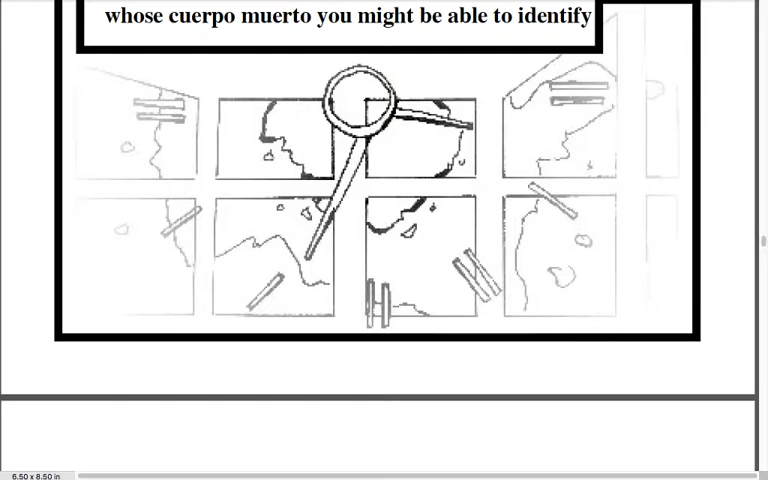 whose cuerpo muerto you might be able to identify
6.50 x 8.50 in